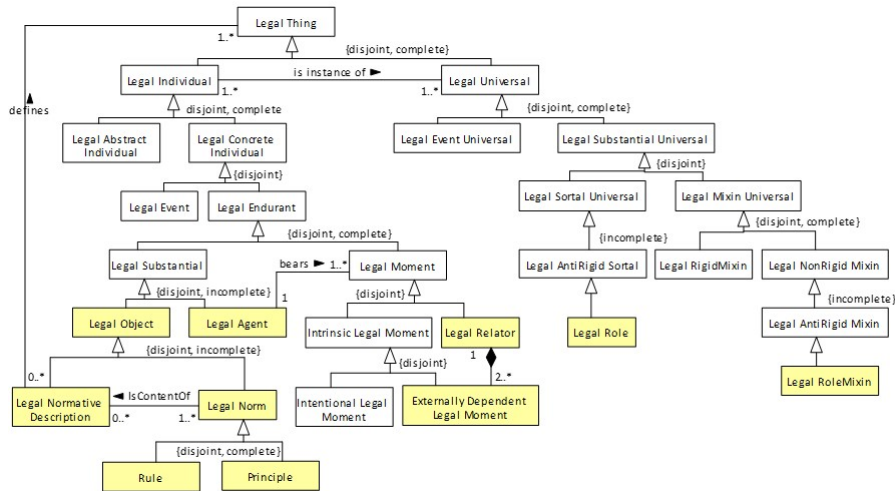 Legal Thing
1..*
{disjoint, complete}
Legal Individual
is instance of
Legal Universal
1..*
1..*
defines
disjoint, complete
{disjoint, complete}
Legal Abstract
Individual
Legal Concrete
Individual
Legal Event Universal
Legal Substantial Universal
{disjoint}
{disjoint}
Legal Event
Legal Endurant
Legal Sortal Universal
Legal Mixin Universal
{disjoint, complete}
{incomplete}
{disjoint, complete}
Legal Substantial
bears
1..*
Legal Moment
Legal AntiRigid Sortal
Legal RigidMixin
Legal NonRigid Mixin
{disjoint, incomplete}
1
{disjoint}
{incomplete}
Legal Object
Legal Agent
Intrinsic Legal Moment
Legal Relator
Legal Role
Legal AntiRigid Mixin
{disjoint, incomplete}
1
{disjoint}
0..*
2..*
Legal RoleMixin
Legal Normative
Description
IsContentOf
0..*
1..*
Legal Norm
Intentional Legal
Moment
Externally Dependent
Legal Moment
{disjoint, complete}
Rule
Principle